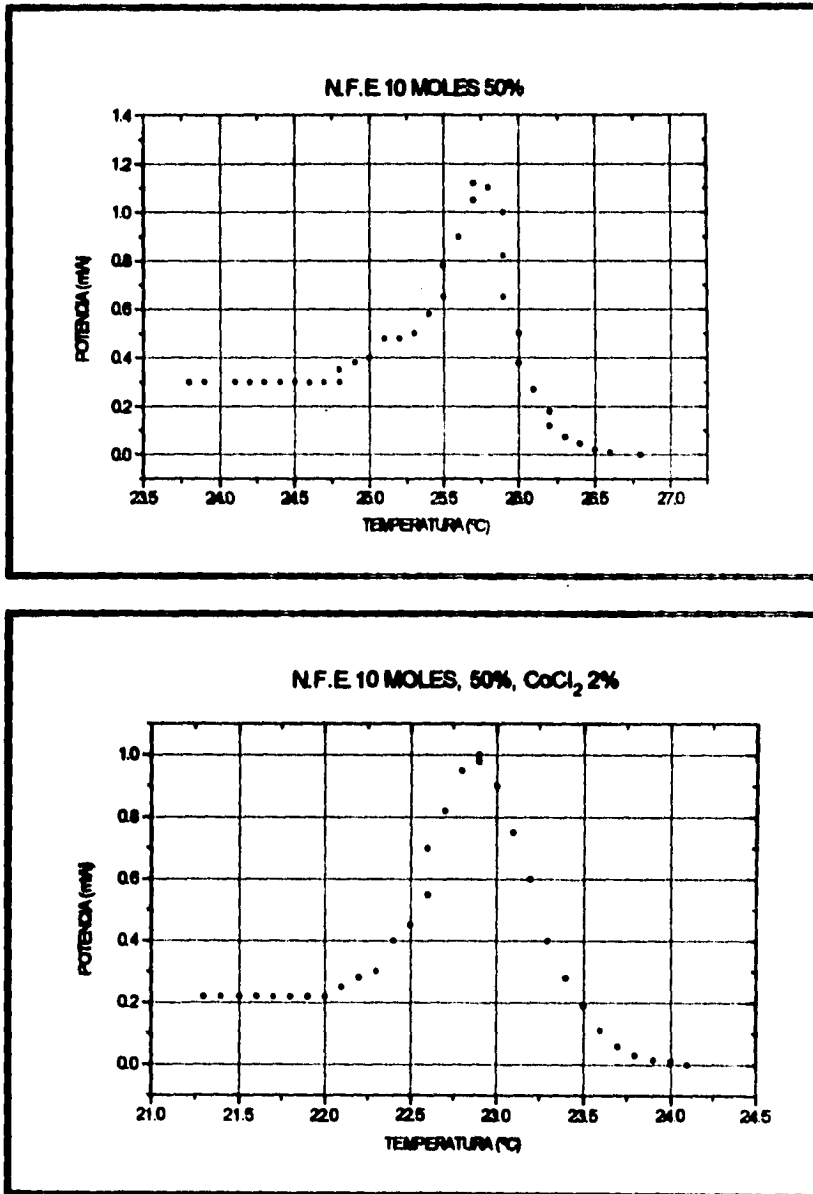 N.F.E. 10 MOLES 50%
1.4
1.2
1.0
0.8
0.6
0.4
0.2
0.0
POTENCIA (mW)
23.5 24.0 24.5 25.0 25.5 26.0 26.5 27.0
TEMPERATURA (°C)
N.F.E. 10 MOLES, 50%, CoCl₂ 2%
1.0
0.8
0.6
0.4
0.2
0.0
POTENCIA (mW)
21.0 21.5 22.0 22.5 23.0 23.5 24.0 24.5
TEMPERATURA (°C)